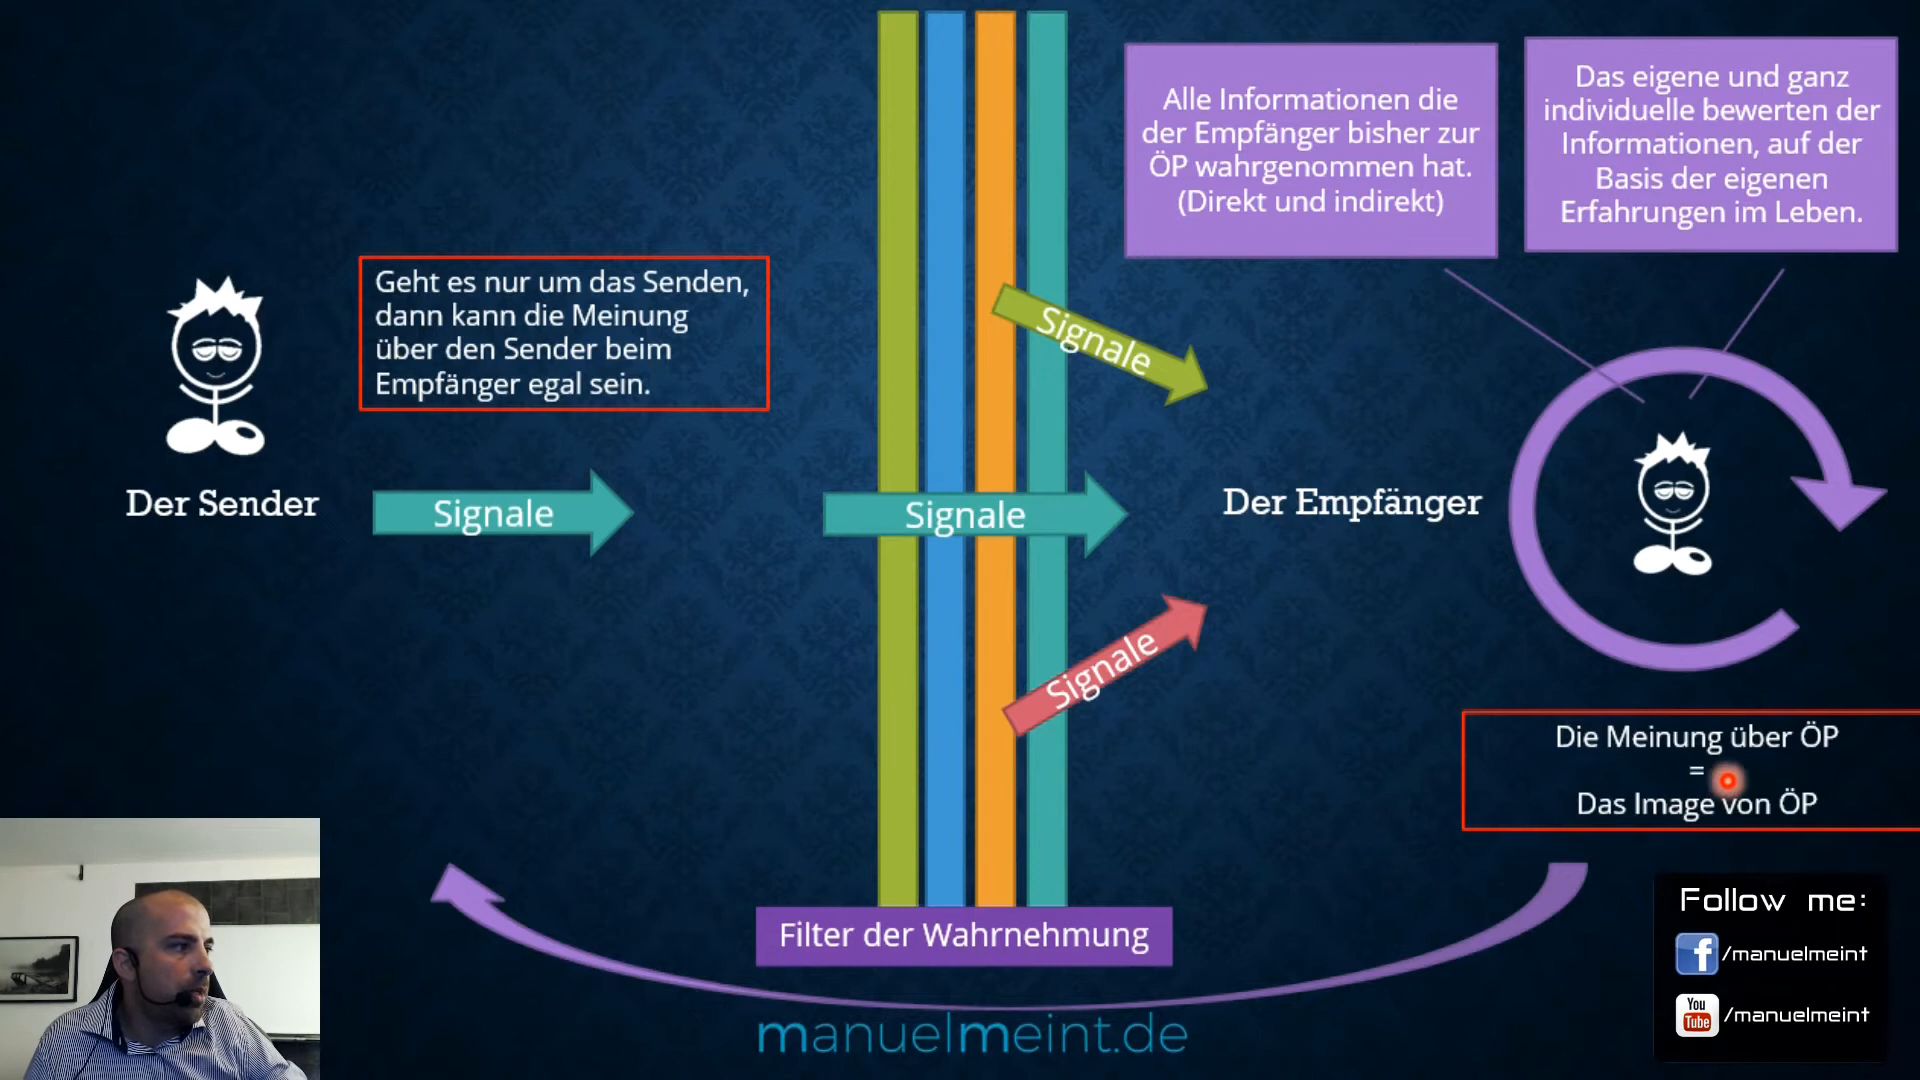 Alle Informationen die
der Empfänger bisher zur
ÖP wahrgenommen hat.
(Direkt und indirekt)
Das eigene und ganz
individuelle bewerten der
Informationen, auf der
Basis der eigenen
Erfahrungen im Leben.
Geht es nur um das Senden,
dann kann die Meinung
über den Sender beim
Empfänger egal sein.
Signale
Der Sender
Signale
Signale
Der Empfänger
Signale
Die Meinung über ÖP
=
Das Image von ÖP
Filter der Wahrnehmung
manuelmeint.de
Follow me:
f /manuelmeint
You Tube /manuelmeint